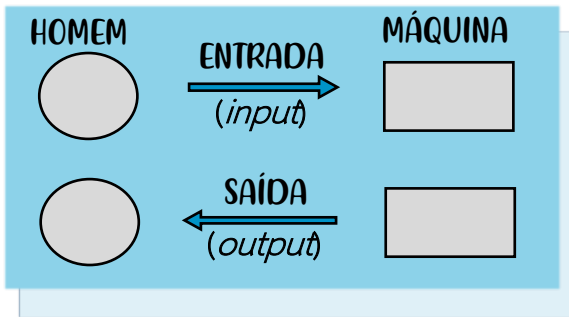 HOMEM
MÁQUINA
ENTRADA
(input)
SAÍDA
(output)